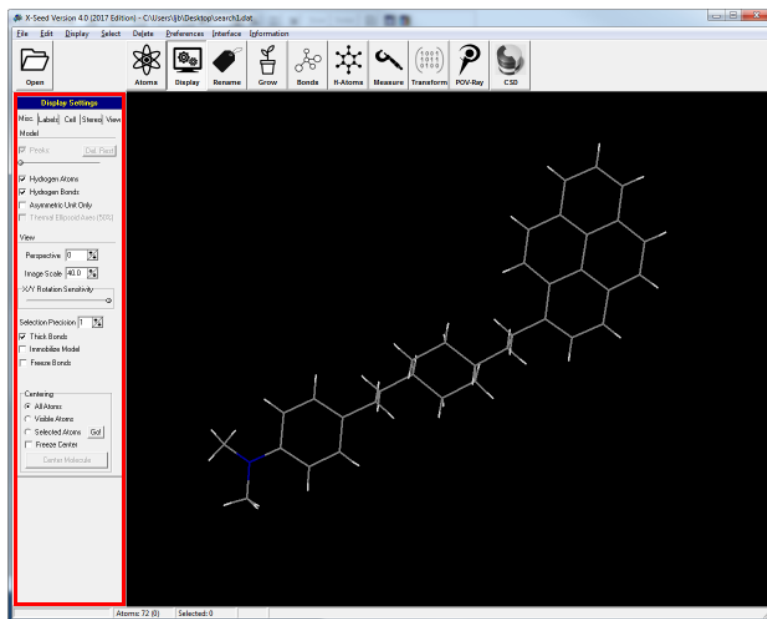 X-Seed Version 4.0 (2017 Edition) - C:\Users\ljb\Desktop\search1.dat
File Edit Display Select Delete Preferences Interface Information
Open Atoms Display Rename Grow Bonds H-Atoms Measure Transform POV-Ray CSD
Display Settings
Misc. Labels Cell Stereo View
Model
Peaks
Hydrogen Atoms
Hydrogen Bonds
Asymmetric Unit Only
Thermal Ellipsoid Axes (50%)
View
Perspective 0
Image Scale 40.0
X/Y Rotation Sensitivity
Selection Precision 1
Thick Bonds
Immobilize Model
Freeze Bonds
Centering
All Atoms
Visible Atoms
Selected Atoms Go!
Freeze Center
Center Molecule
Atoms: 72 (0) Selected: 0